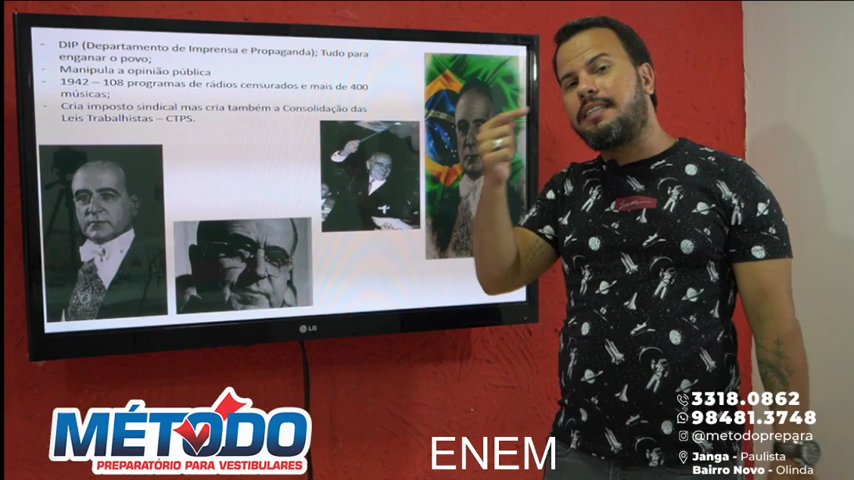 - DIP (Departamento de Imprensa e Propaganda); Tudo para
enganar o povo;
- Manipula a opinião pública
- 1942 – 108 programas de rádios censurados e mais de 400
músicas;
- Cria imposto sindical mas cria também a Consolidação das
Leis Trabalhistas – CTPS.
LG
MÉTODO
PREPARATÓRIO PARA VESTIBULARES
ENEM
3318.0862
98481.3748
@metodoprepara
Janga - Paulista
Bairro Novo - Olinda